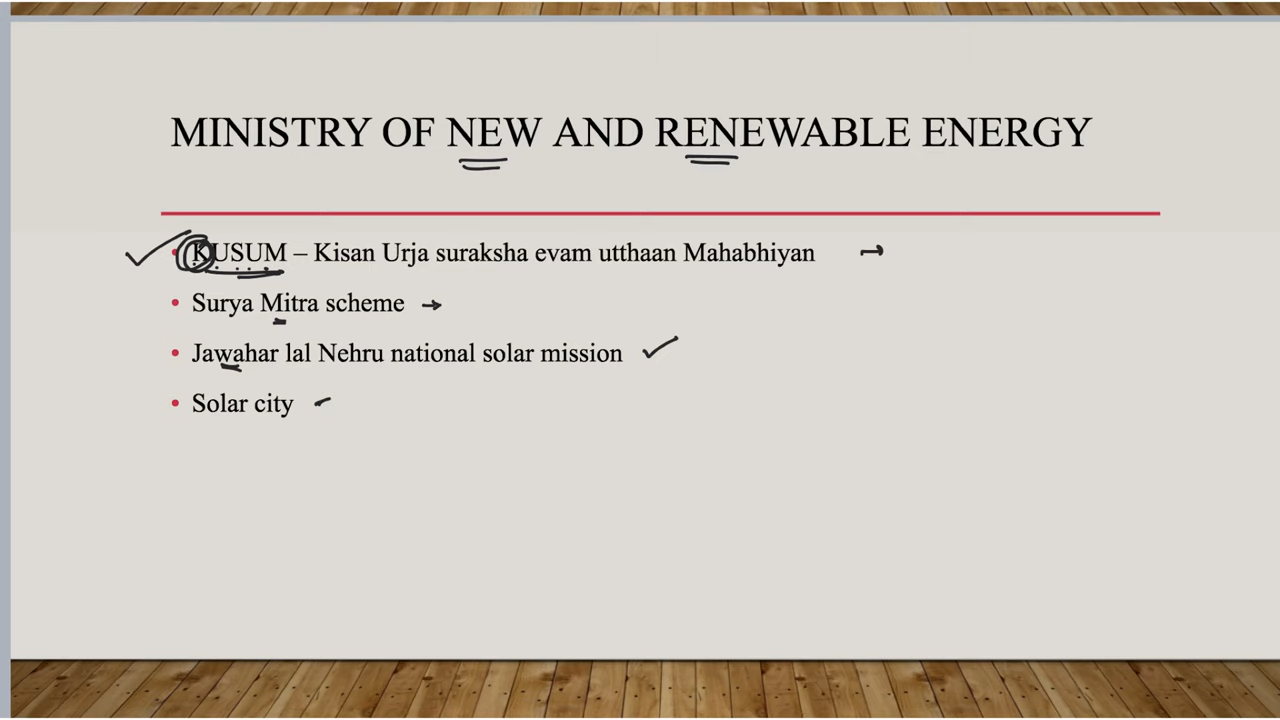 MINISTRY OF NEW AND RENEWABLE ENERGY
• KUSUM – Kisan Urja suraksha evam utthaan Mahabhiyan
• Surya Mitra scheme
• Jawahar lal Nehru national solar mission
• Solar city